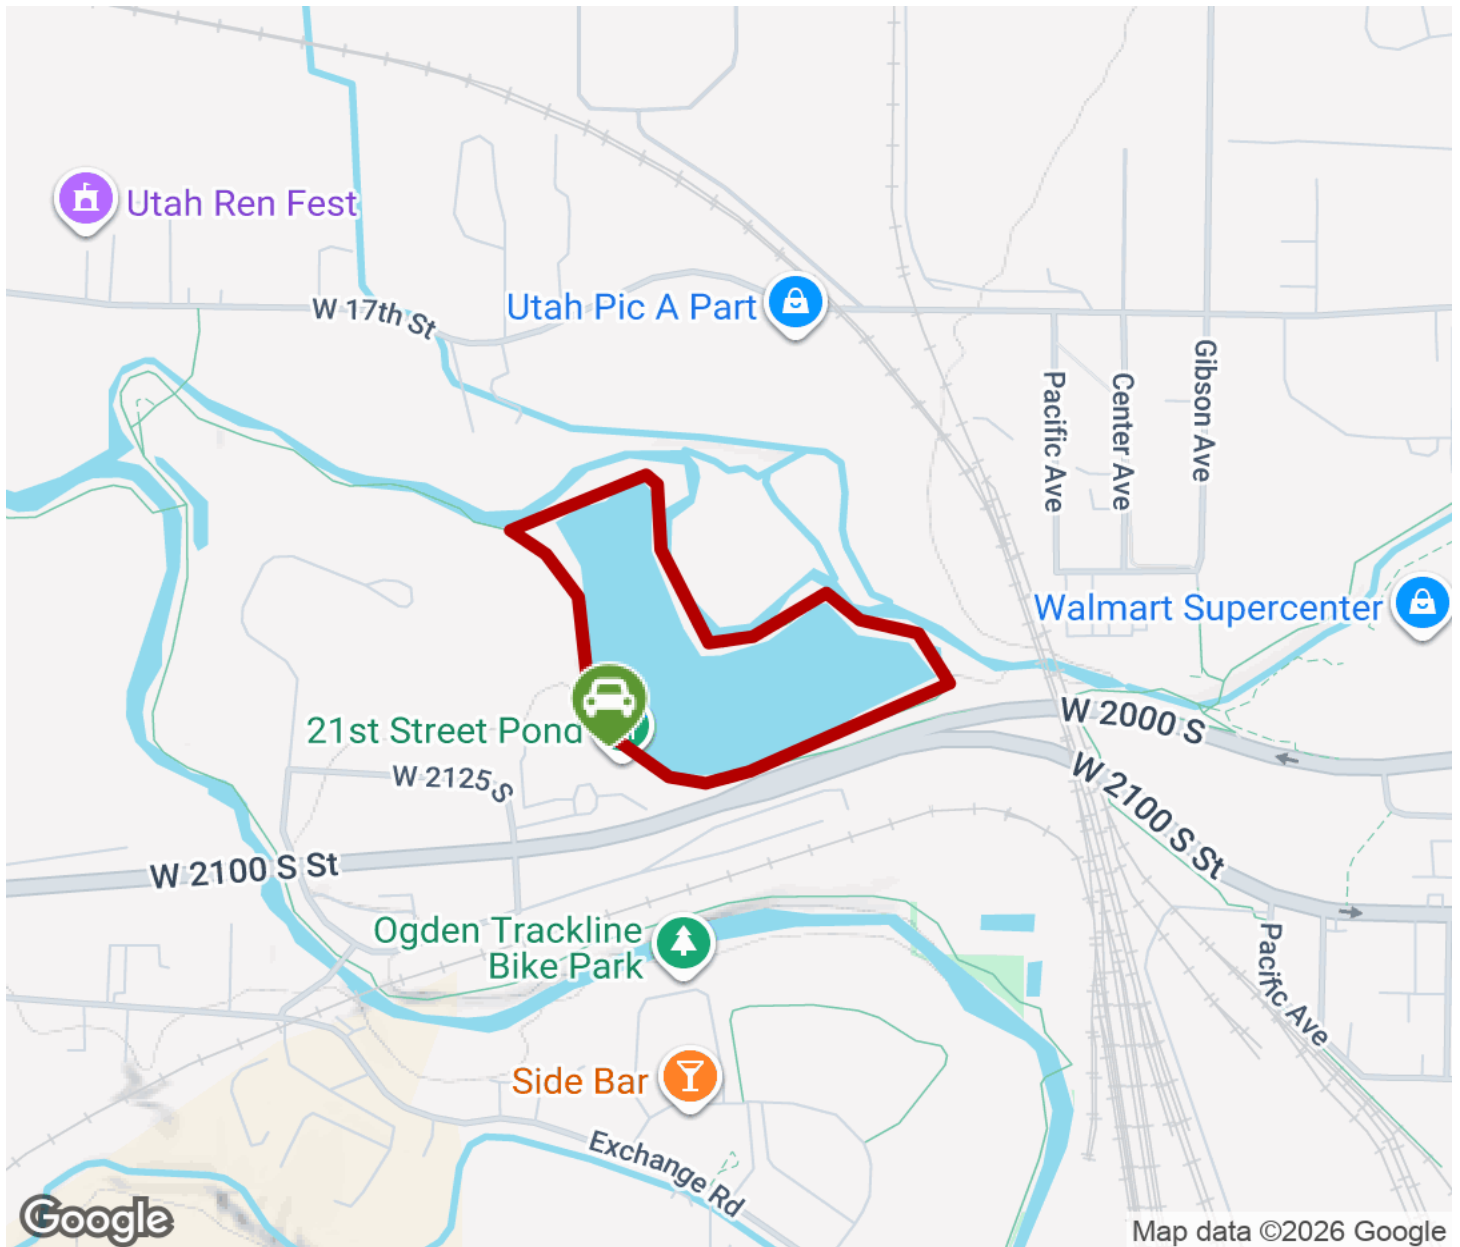 Utah Ren Fest
W 17th St
Utah Pic A Part
Gibson Ave
Pacific Ave
Center Ave
Walmart Supercenter
21st Street Pond
W 2125 S
W 2000 S
W 2100 S St
W 2100 S St
Ogden Trackline
Bike Park
Pacific Ave
Side Bar
Exchange Rd
Google
Map data ©2026 Google